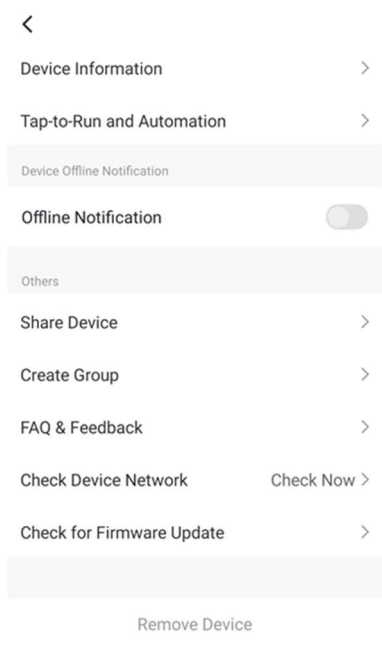 Device Information
Tap-to-Run and Automation
Device Offline Notification
Offline Notification
Others
Share Device
Create Group
FAQ & Feedback
Check Device Network Check Now
Check for Firmware Update
Remove Device